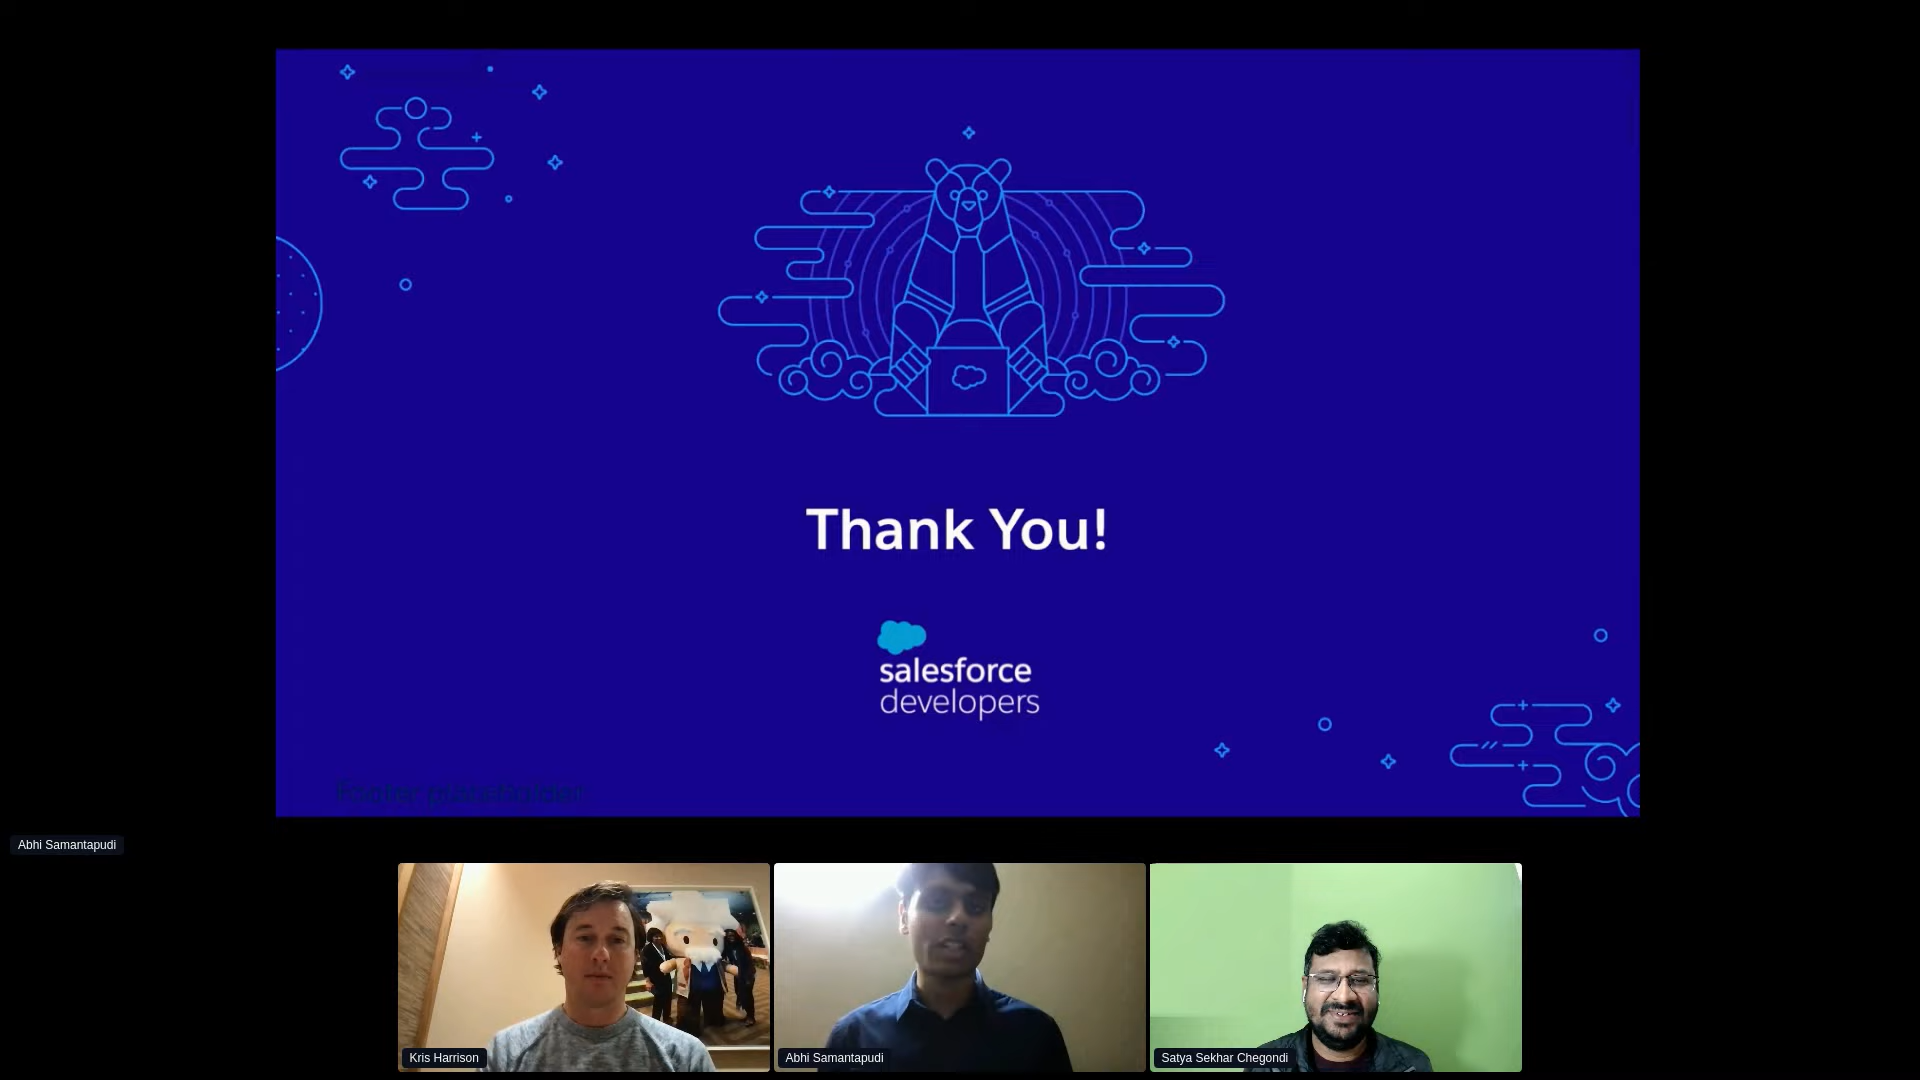 Thank You!
salesforce
developers
Footer placeholder
Abhi Samantapudi
Kris Harrison
Abhi Samantapudi
Satya Sekhar Chegondi